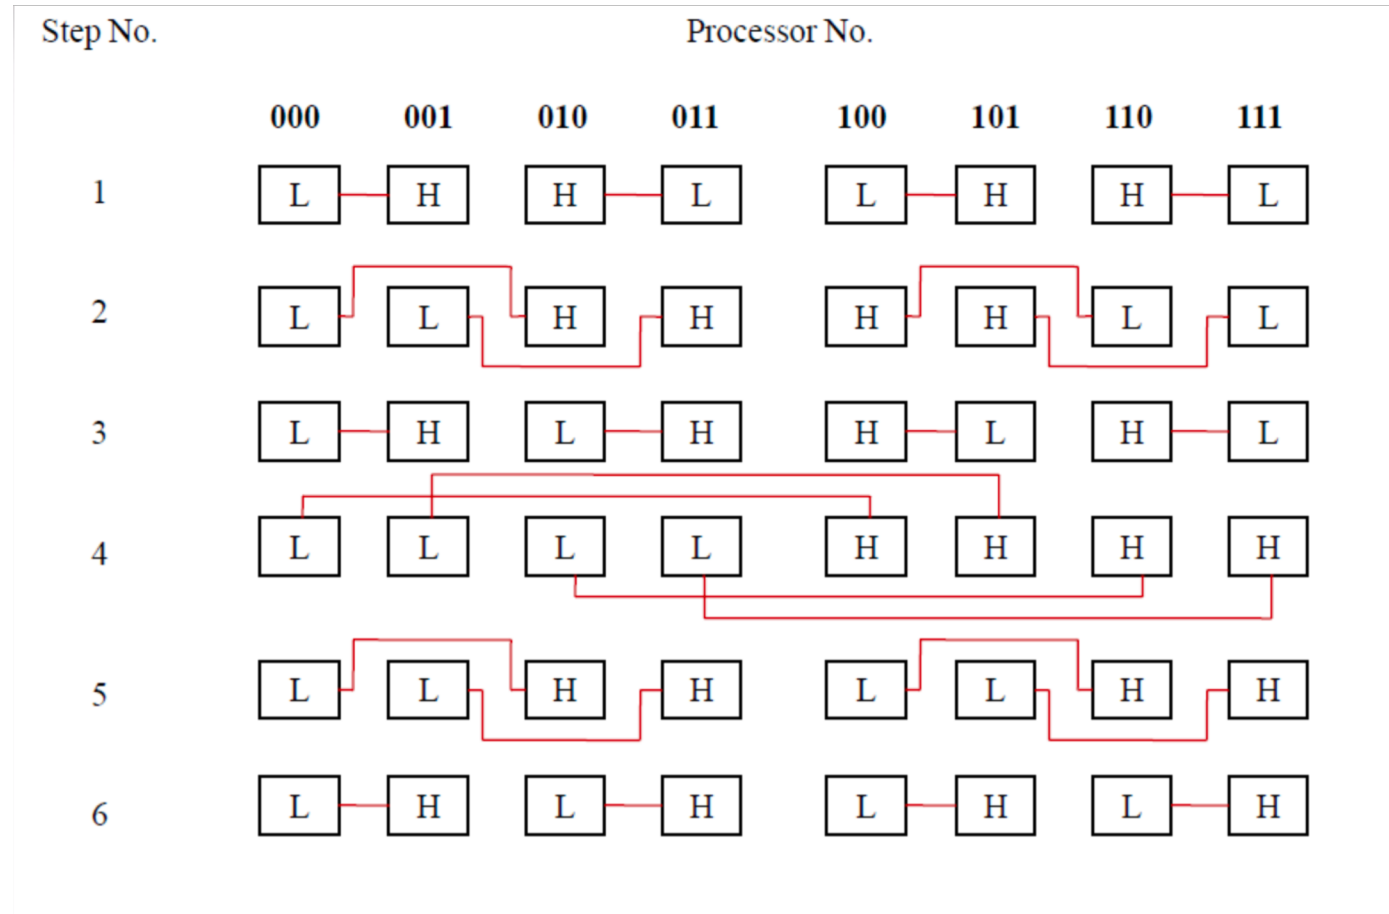 Step No. Processor No.
000 001 010 011 100 101 110 111
1 L H H L L H H L
2 L L H H H H L L
3 L H L H H L H L
4 L L L L H H H H
5 L L H H L L H H
6 L H L H L H L H